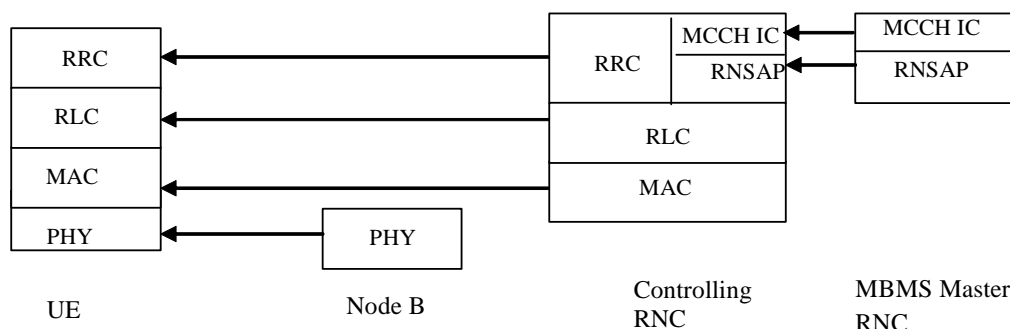 RRC
RLC
MAC
PHY
UE
PHY
Node B
RRC
MCCH IC
RNSAP
RLC
MAC
Controlling
RNC
MCCH IC
RNSAP
MBMS Master
RNC